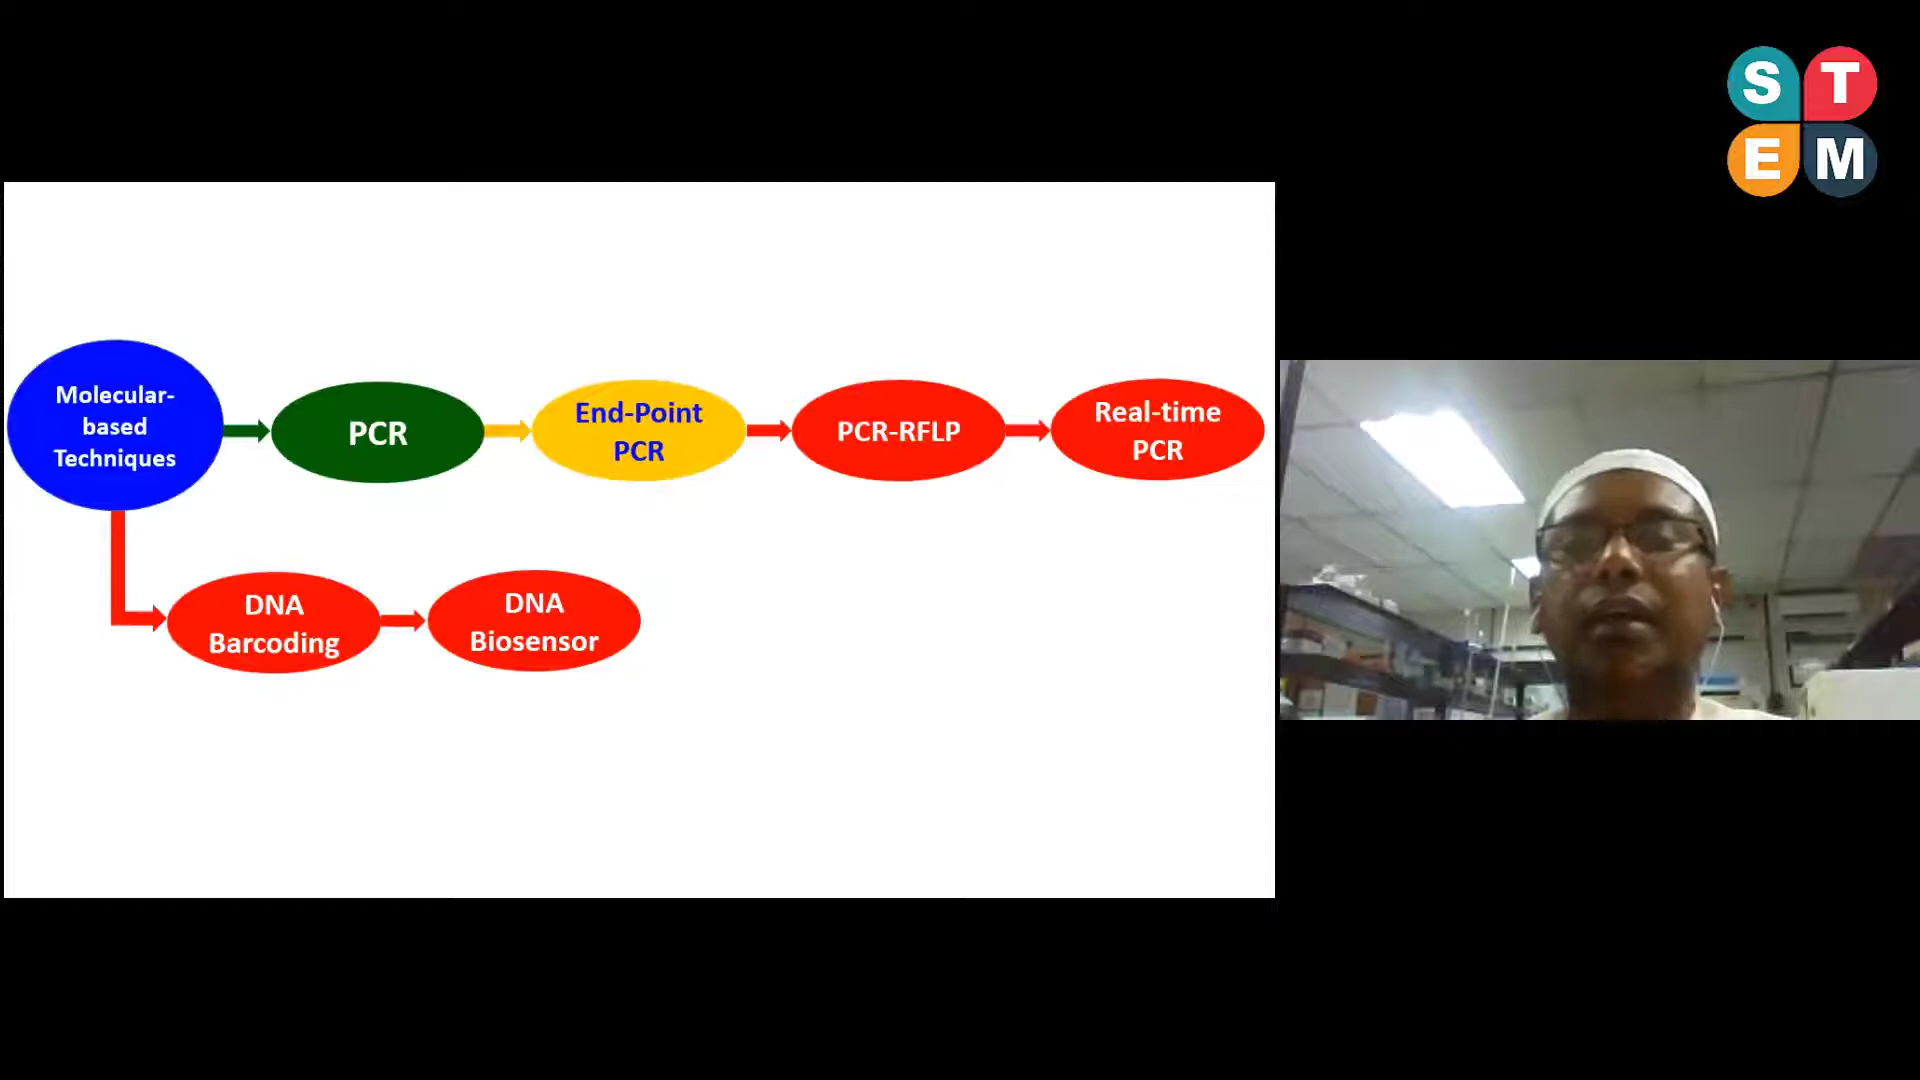 S T
E M
Molecular-
based
Techniques
PCR
End-Point
PCR
PCR-RFLP
Real-time
PCR
DNA
Barcoding
DNA
Biosensor